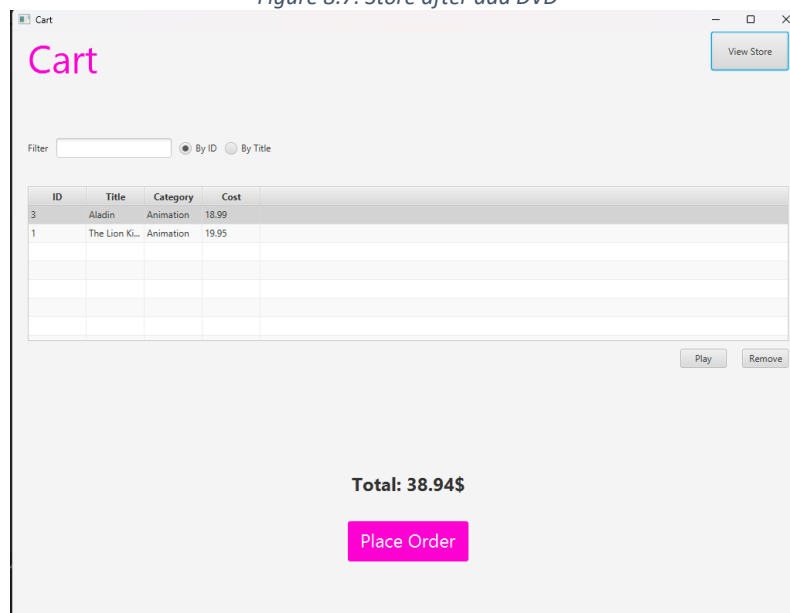 Figure 8.7. Store after add DVD
Cart
Cart
View Store
Filter
By ID
By Title
ID Title Category Cost
3 Aladin Animation 18.99
1 The Lion Ki... Animation 19.95
Play
Remove
Total: 38.94$
Place Order